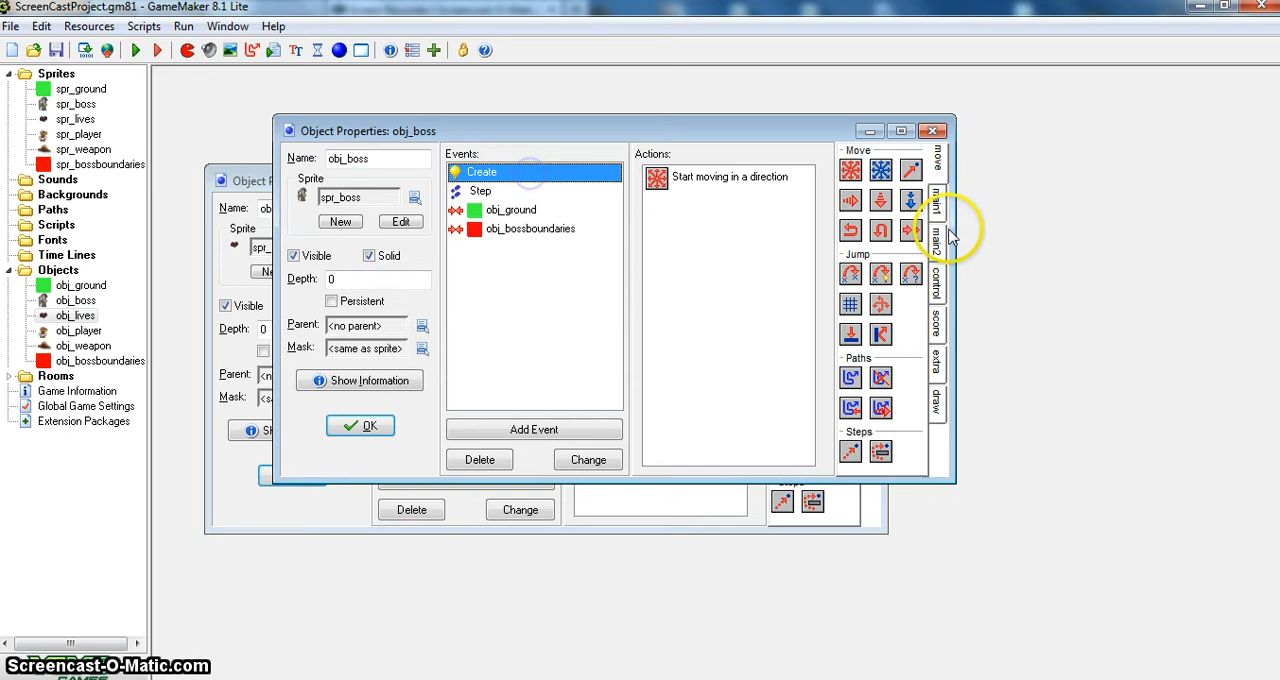 ScreenCastProject.gm81 - GameMaker 8.1 Lite
File Edit Resources Scripts Run Window Help
Sprites
spr_ground
spr_boss
spr_lives
spr_player
spr_weapon
spr_bossboundaries
Sounds
Backgrounds
Paths
Scripts
Fonts
Time Lines
Objects
obj_ground
obj_boss
obj_lives
obj_player
obj_weapon
obj_bossboundaries
Rooms
Game Information
Global Game Settings
Extension Packages
Object Properties: obj_boss
Name: obj_boss
Sprite
spr_boss
New Edit
Visible Solid
Depth: 0
Persistent
Parent: <no parent>
Mask: <same as sprite>
Show Information
OK
Events:
Create
Step
obj_ground
obj_bossboundaries
Add Event
Delete Change
Actions:
Start moving in a direction
Move
Jump
Paths
Steps
move
main1
main2
control
score
extra
draw
Name:
Sprite
Visible
Depth: 0
Parent:
Mask:
Delete Change
Screencast-O-Matic.com